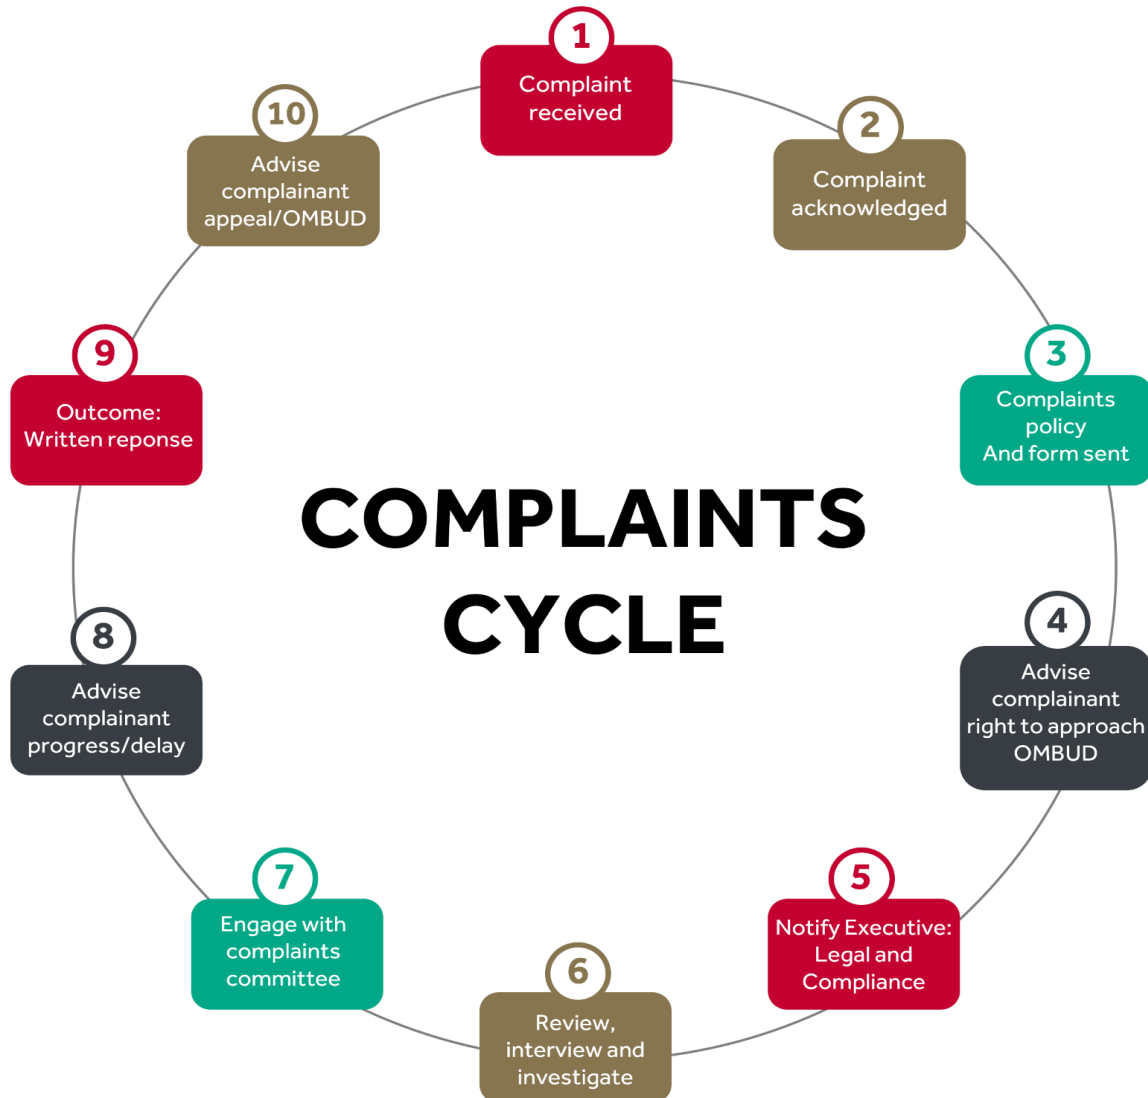 1
Complaint
received
2
Complaint
acknowledged
3
Complaints
policy
And form sent
4
Advise
complainant
right to approach
OMBUD
5
Notify Executive:
Legal and
Compliance
6
Review,
interview and
investigate
7
Engage with
complaints
committee
8
Advise
complainant
progress/delay
9
Outcome:
Written reponse
10
Advise
complainant
appeal/OMBUD
COMPLAINTS
CYCLE